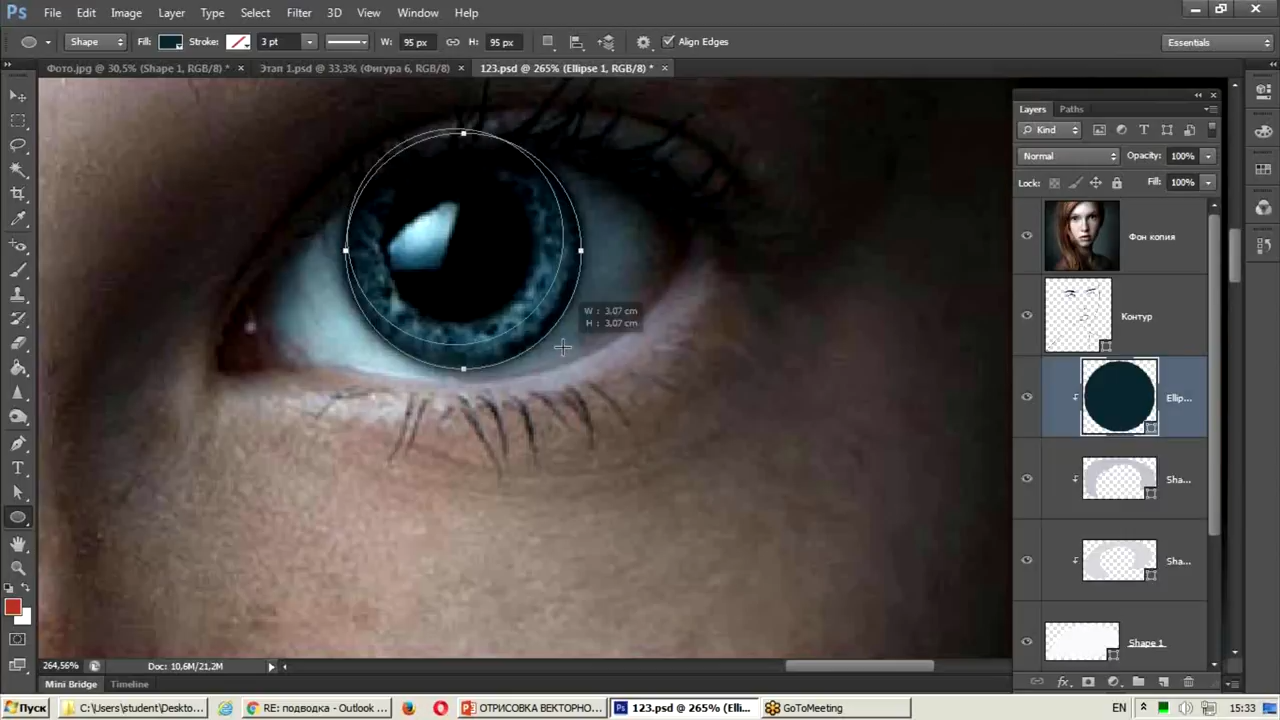 Ps File Edit Image Layer Type Select Filter 3D View Window Help
Shape Fill: Stroke: 3 pt W: 95 px H: 95 px Align Edges Essentials
Фото.jpg @ 30,5% (Shape 1, RGB/8) * × Этап 1.psd @ 33,3% (Фигура 6, RGB/8) × 123.psd @ 265% (Ellipse 1, RGB/8) * ×
Layers Paths
Kind
Normal Opacity: 100%
Lock: Fill: 100%
Фон копия
Контур
W : 3,07 cm
H : 3,07 cm
Ellip...
Sha...
Sha...
Shape 1
264,56% Doc: 10,6M/21,2M
Mini Bridge Timeline
Пуск C:\Users\student\Deskto... RE: подводка - Outlook ... ОТРИСОВКА ВЕКТОРНО... 123.psd @ 265% (Elli... GoToMeeting EN 15:33